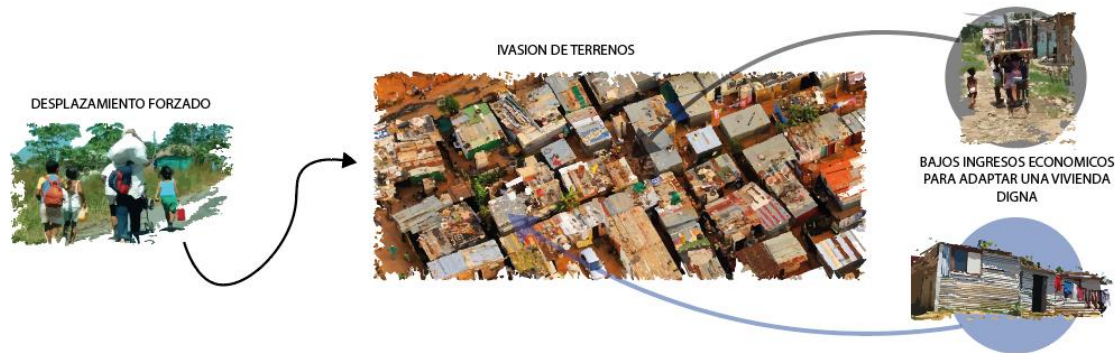 IVASION DE TERRENOS
DESPLAZAMIENTO FORZADO
BAJOS INGRESOS ECONOMICOS
PARA ADAPTAR UNA VIVIENDA
DIGNA